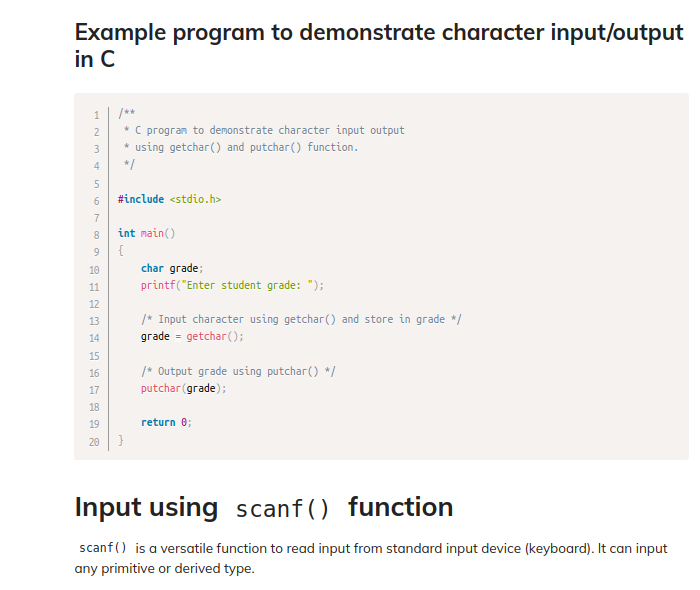 Example program to demonstrate character input/output
in C
1 /**
2 * C program to demonstrate character input output
3 * using getchar() and putchar() function.
4 */
5
6 #include <stdio.h>
7
8 int main()
9 {
10 char grade;
11 printf("Enter student grade: ");
12
13 /* Input character using getchar() and store in grade */
14 grade = getchar();
15
16 /* Output grade using putchar() */
17 putchar(grade);
18
19 return 0;
20 }
Input using scanf() function
scanf() is a versatile function to read input from standard input device (keyboard). It can input
any primitive or derived type.